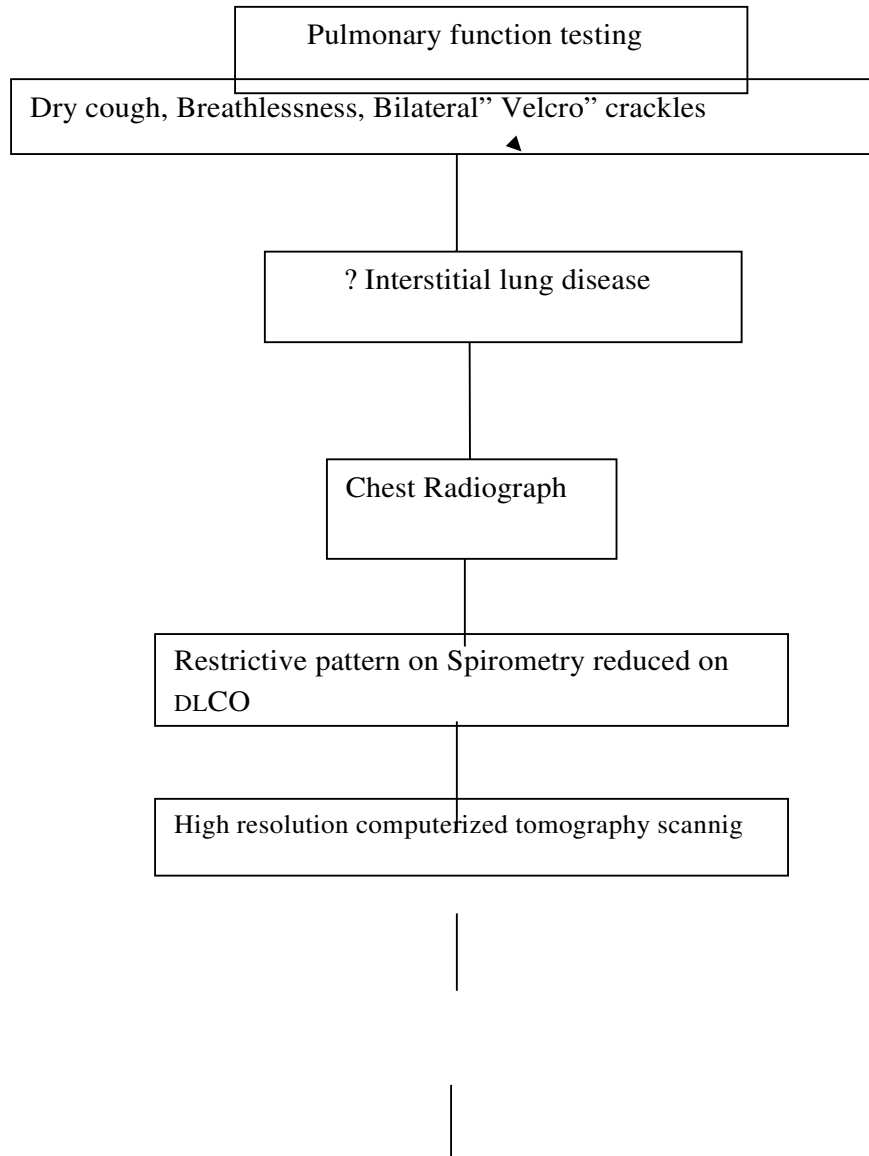 Pulmonary function testing
Dry cough, Breathlessness, Bilateral” Velcro” crackles
? Interstitial lung disease
Chest Radiograph
Restrictive pattern on Spirometry reduced on
DLCO
High resolution computerized tomography scannig